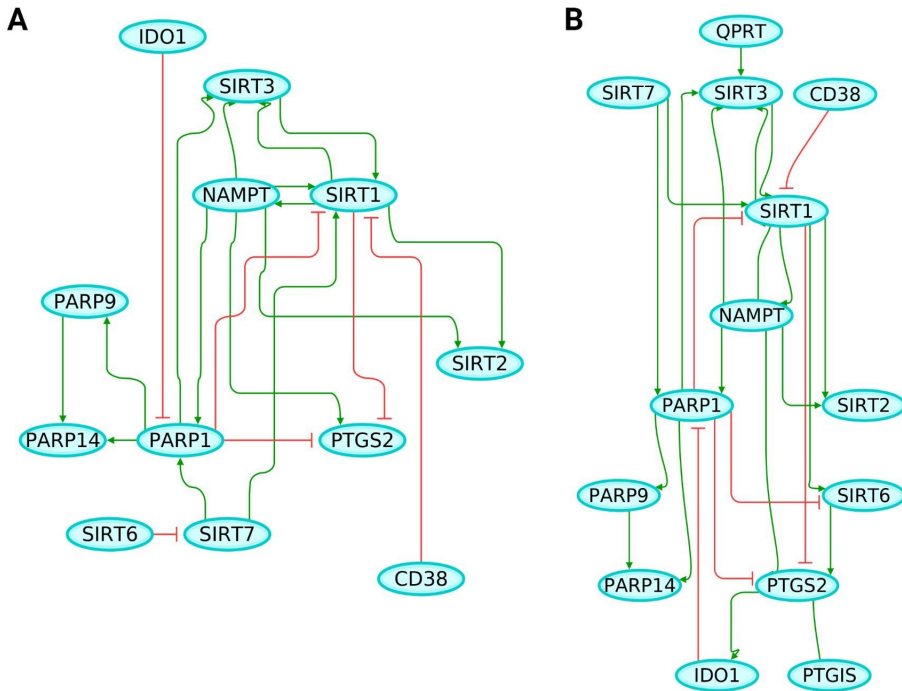 A
IDO1
SIRT3
NAMPT
SIRT1
PARP9
SIRT2
PARP14
PARP1
PTGS2
SIRT6
SIRT7
CD38
B
QPRT
SIRT7
SIRT3
CD38
SIRT1
NAMPT
PARP1
SIRT2
PARP9
SIRT6
PARP14
PTGS2
IDO1
PTGIS